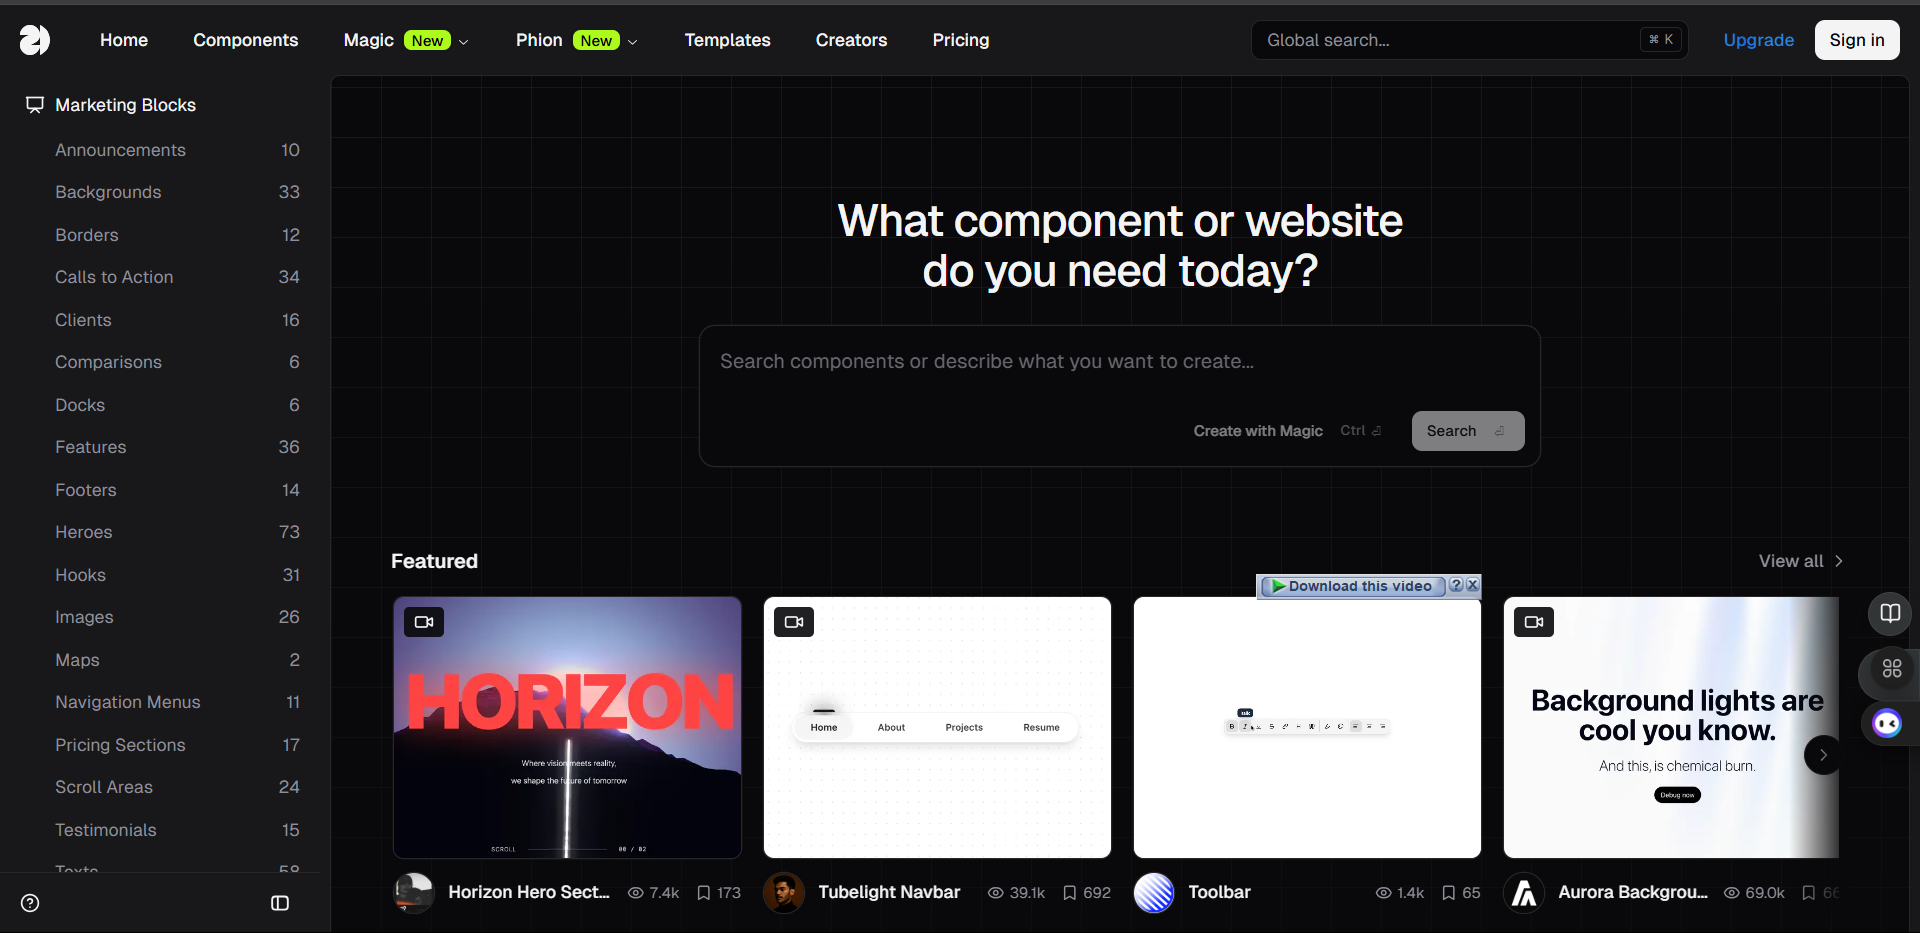 Home
Components
Magic New
Phion New
Templates
Creators
Pricing
Global search...
⌘ K
Upgrade
Sign in
Marketing Blocks
Announcements 10
Backgrounds 33
Borders 12
Calls to Action 34
Clients 16
Comparisons 6
Docks 6
Features 36
Footers 14
Heroes 73
Hooks 31
Images 26
Maps 2
Navigation Menus 11
Pricing Sections 17
Scroll Areas 24
Testimonials 15
Texts 58
What component or website
do you need today?
Search components or describe what you want to create...
Create with Magic Ctrl ⏎
Search ⏎
Featured
View all
Download this video ? X
HORIZON
Where vision meets reality,
we shape the future of tomorrow
SCROLL 00 / 02
Home About Projects Resume
Background lights are
cool you know.
And this, is chemical burn.
Debug now
Horizon Hero Sect... 7.4k 173
Tubelight Navbar 39.1k 692
Toolbar 1.4k 65
Aurora Backgrou... 69.0k